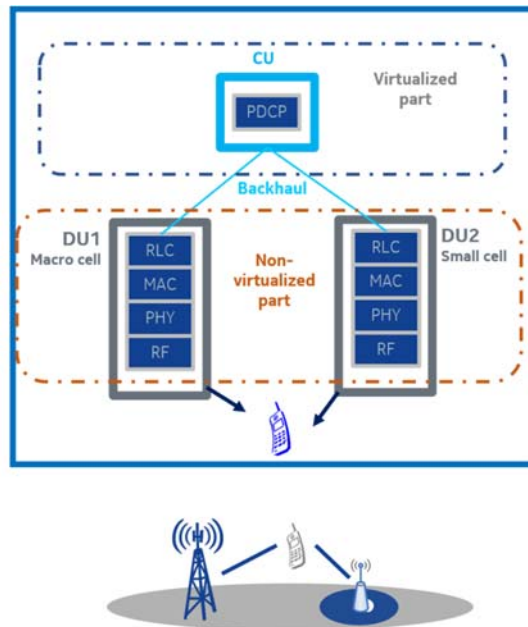 CU
Virtualized
part
PDCP
Backhaul
DU1
Macro cell
RLC
MAC
PHY
RF
Non-
virtualized
part
RLC
MAC
PHY
RF
DU2
Small cell